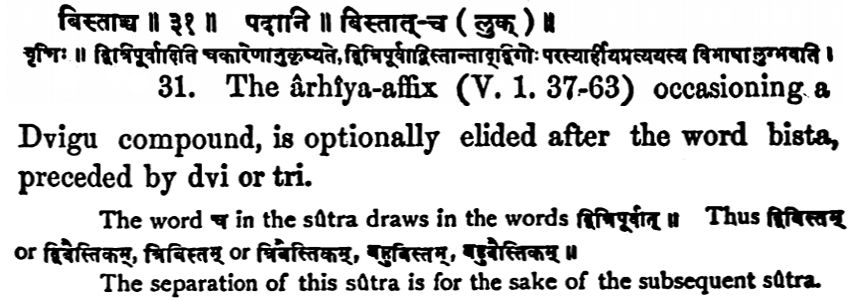 बिस्ताच्च ॥ ३१ ॥ पदानि ॥ बिस्तात्-च ( लुक् ) ॥
वृत्तिः ॥ द्वित्रिपूर्वादिति चकारेणानुकृष्यते, द्वित्रिपूर्वाद्विस्तान्ताद्द्विगोः परस्यार्हीयप्रत्ययस्य विभाषा लुग्भवति ।
31. The ârhîya-affix (V. 1. 37-63) occasioning a
Dvigu compound, is optionally elided after the word bista,
preceded by dvi or tri.
The word च in the sûtra draws in the words द्वित्रिपूर्वात् ॥ Thus द्विबिस्तम्
or द्विबैस्तिकम्, त्रिबिस्तम् or त्रिबैस्तिकम्, बहुबिस्तम्, बहुबैस्तिकम् ॥
The separation of this sûtra is for the sake of the subsequent sûtra.